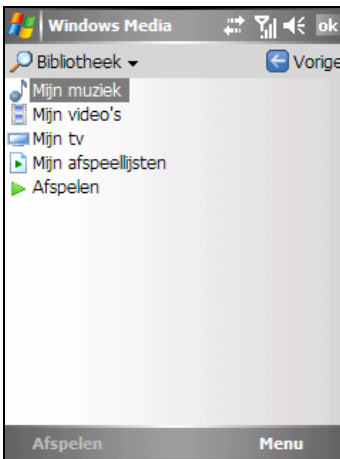 Windows Media ok
Bibliotheek Vorige
Mijn muziek
Mijn video's
Mijn tv
Mijn afspeellijsten
Afspelen
Afspelen Menu